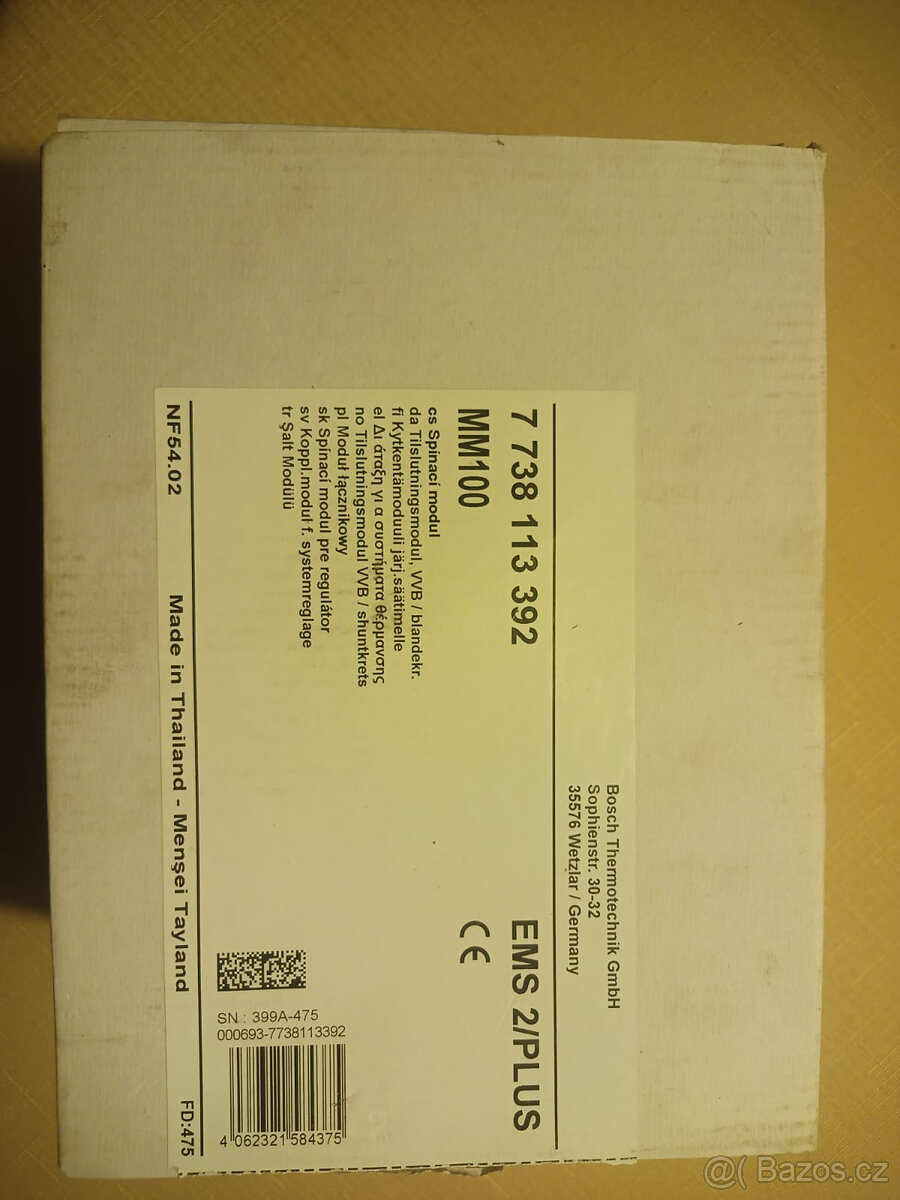 Bosch Thermotechnik GmbH
Sophienstr. 30-32
35576 Wetzlar / Germany
7 738 113 392
EMS 2/PLUS
MM100
CE
cs Spínací modul
da Tilslutningsmodul, VVB / blandekr.
fi Kytkentämoduuli järj.säätimelle
el Δι άταξη γι α συστήματα θέρμανσης
no Tilslutningsmodul VVB / shuntkrets
pl Moduł łącznikowy
sk Spínací modul pre regulátor
sv Koppl.modul f. systemreglage
tr Şalt Modülü
SN : 399A-475
000693-7738113392
4 062321 584375
NF54.02
Made in Thailand - Menşei Tayland
FD:475
@( Bazos.cz